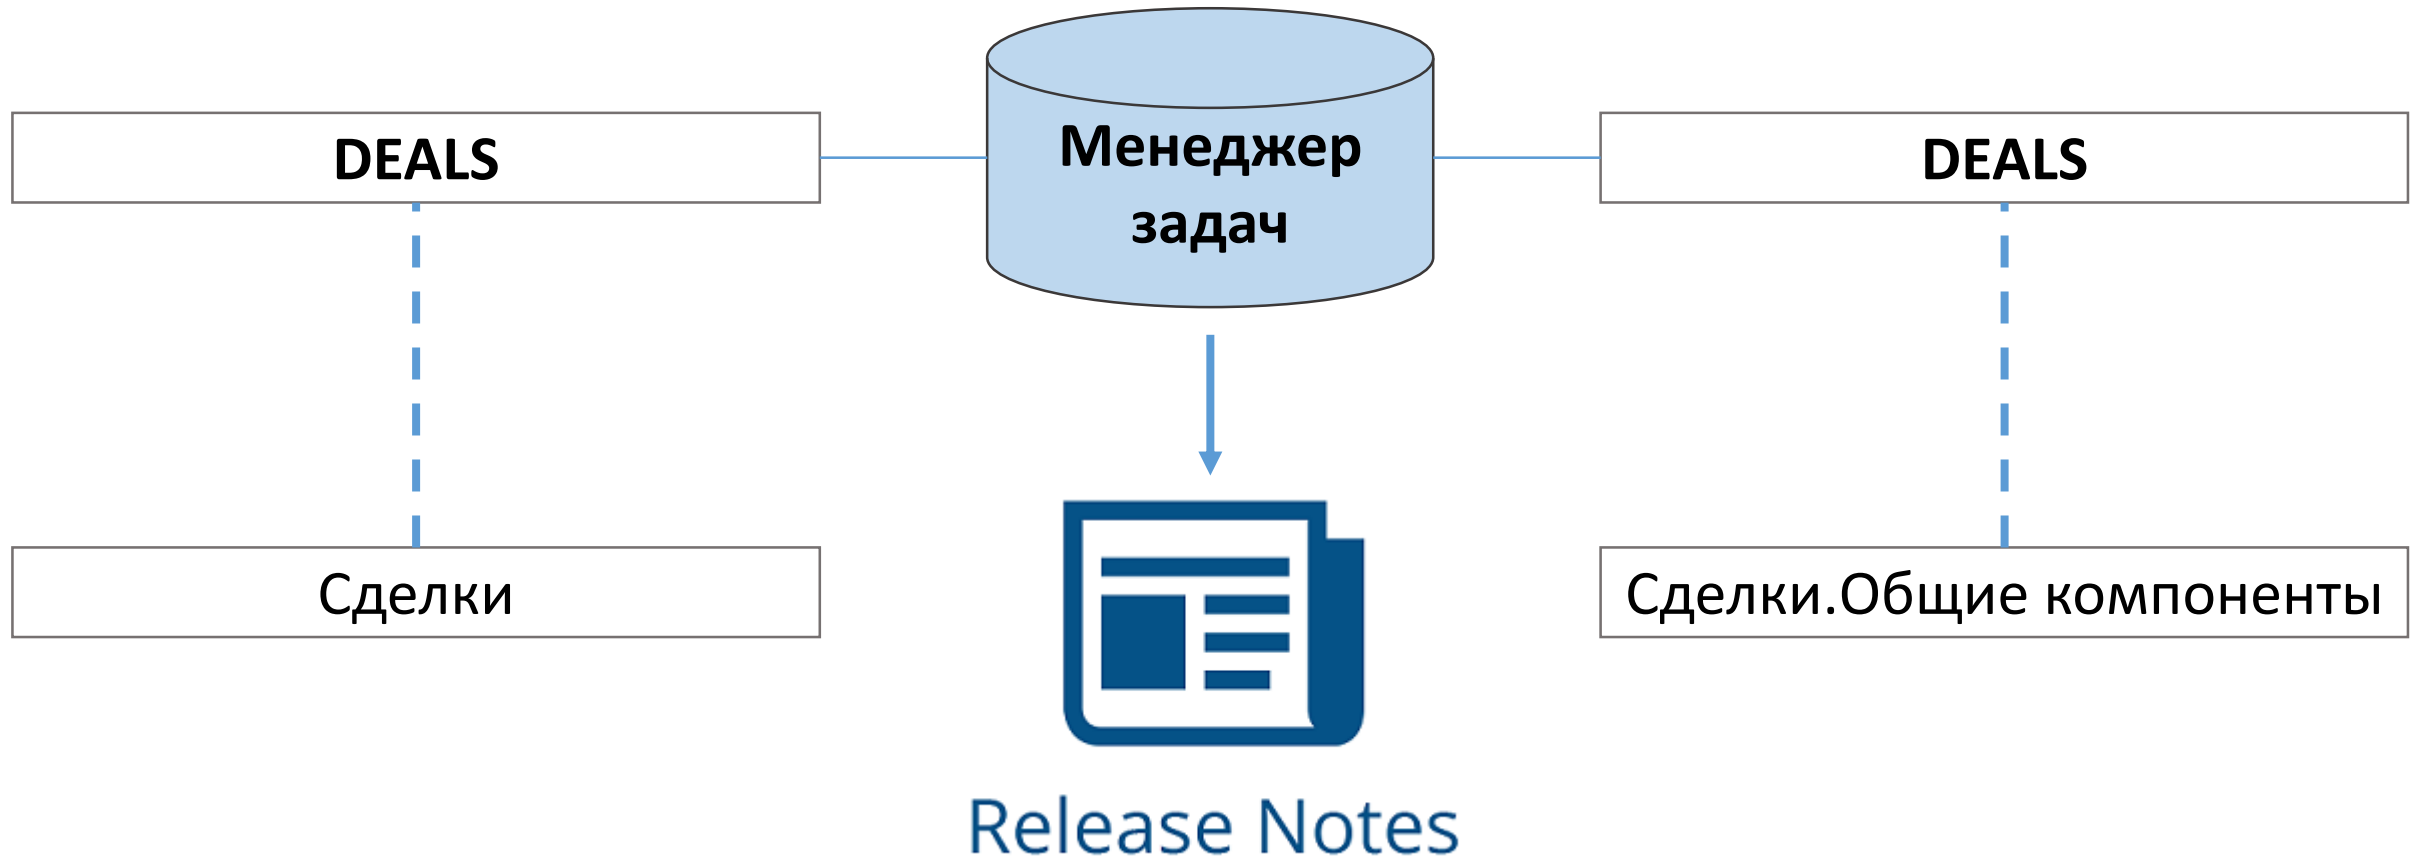 DEALS
Менеджер
задач
DEALS
Сделки
Сделки.Общие компоненты
Release Notes